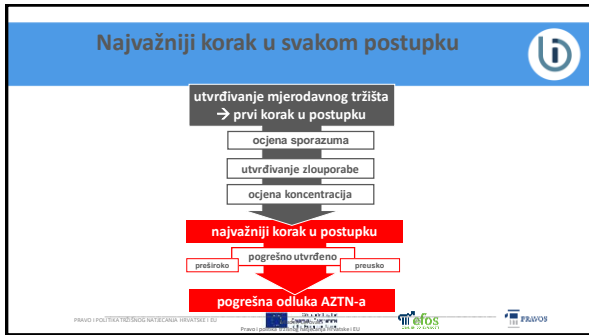 Najvažniji korak u svakom postupku
utvrđivanje mjerodavnog tržišta
→ prvi korak u postupku
ocjena sporazuma
utvrđivanje zlouporabe
ocjena koncentracija
najvažniji korak u postupku
pogrešno utvrđeno
preširoko
preusko
pogrešna odluka AZTN-a
PRAVO I POLITIKA TRŽIŠNOG NATJECANJA HRVATSKE I EU
efos
PRAVOS
Pravo i politika tržišnog natjecanja Hrvatske i EU